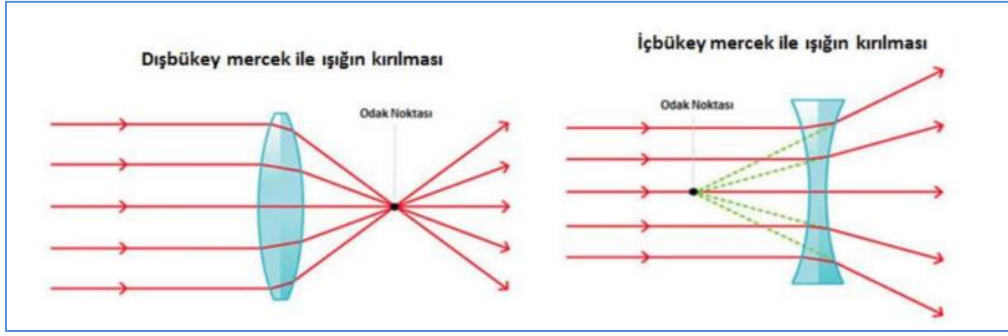 Dışbükey mercek ile ışığın kırılması
Odak Noktası
İçbükey mercek ile ışığın kırılması
Odak Noktası